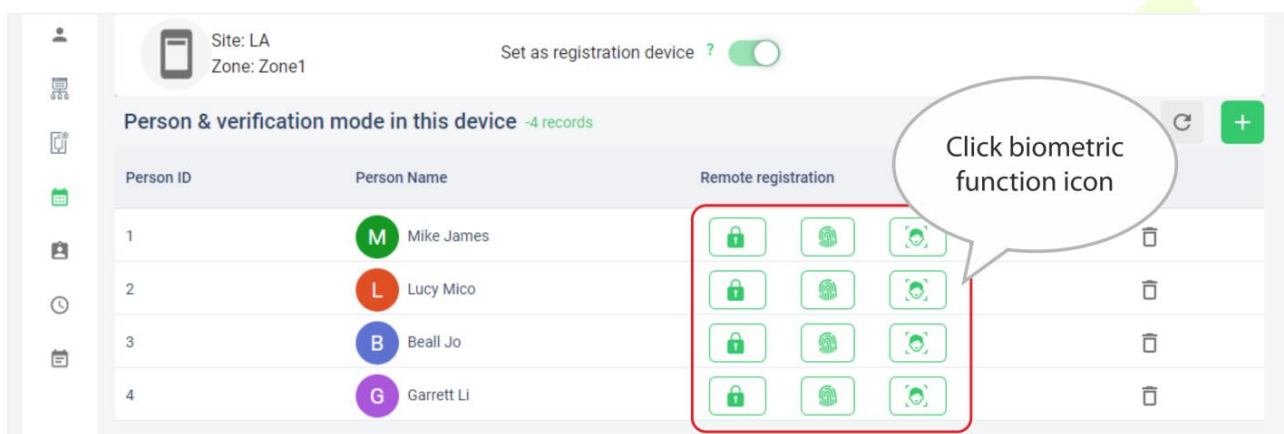 Site: LA
Zone: Zone1
Set as registration device ?
Person & verification mode in this device -4 records
+
Click biometric
function icon
Person ID Person Name Remote registration
1 M Mike James
2 L Lucy Mico
3 B Beall Jo
4 G Garrett Li